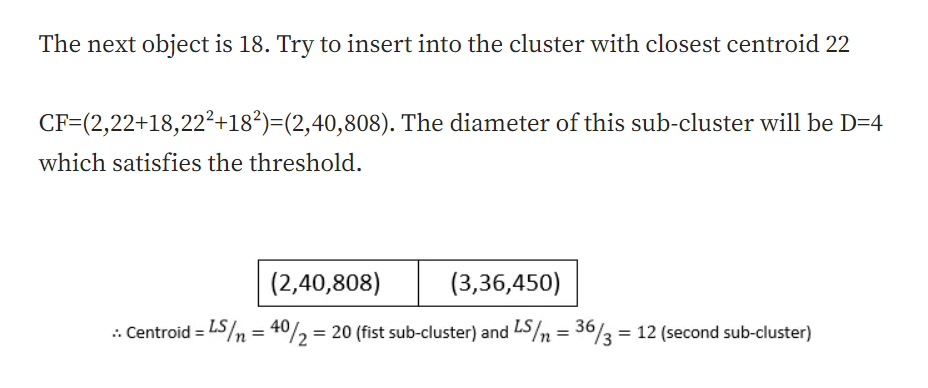 The next object is 18. Try to insert into the cluster with closest centroid 22
CF=(2,22+18,22²+18²)=(2,40,808). The diameter of this sub-cluster will be D=4
which satisfies the threshold.
(2,40,808) (3,36,450)
∴ Centroid = LS/n = 40/2 = 20 (fist sub-cluster) and LS/n = 36/3 = 12 (second sub-cluster)